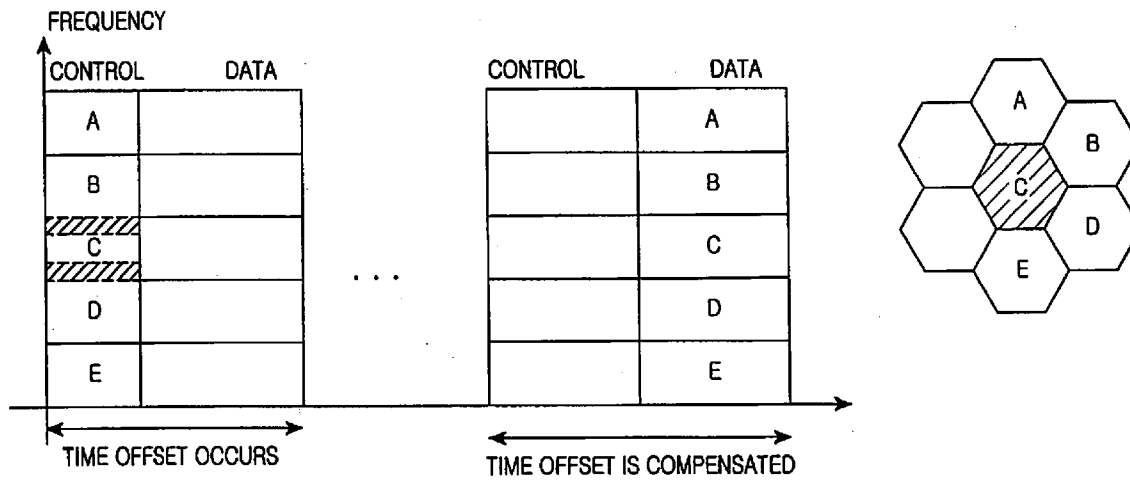 FREQUENCY
CONTROL DATA
A
B
C
D
E
TIME OFFSET OCCURS
. . .
CONTROL DATA
A
B
C
D
E
TIME OFFSET IS COMPENSATED
A
B
C
D
E